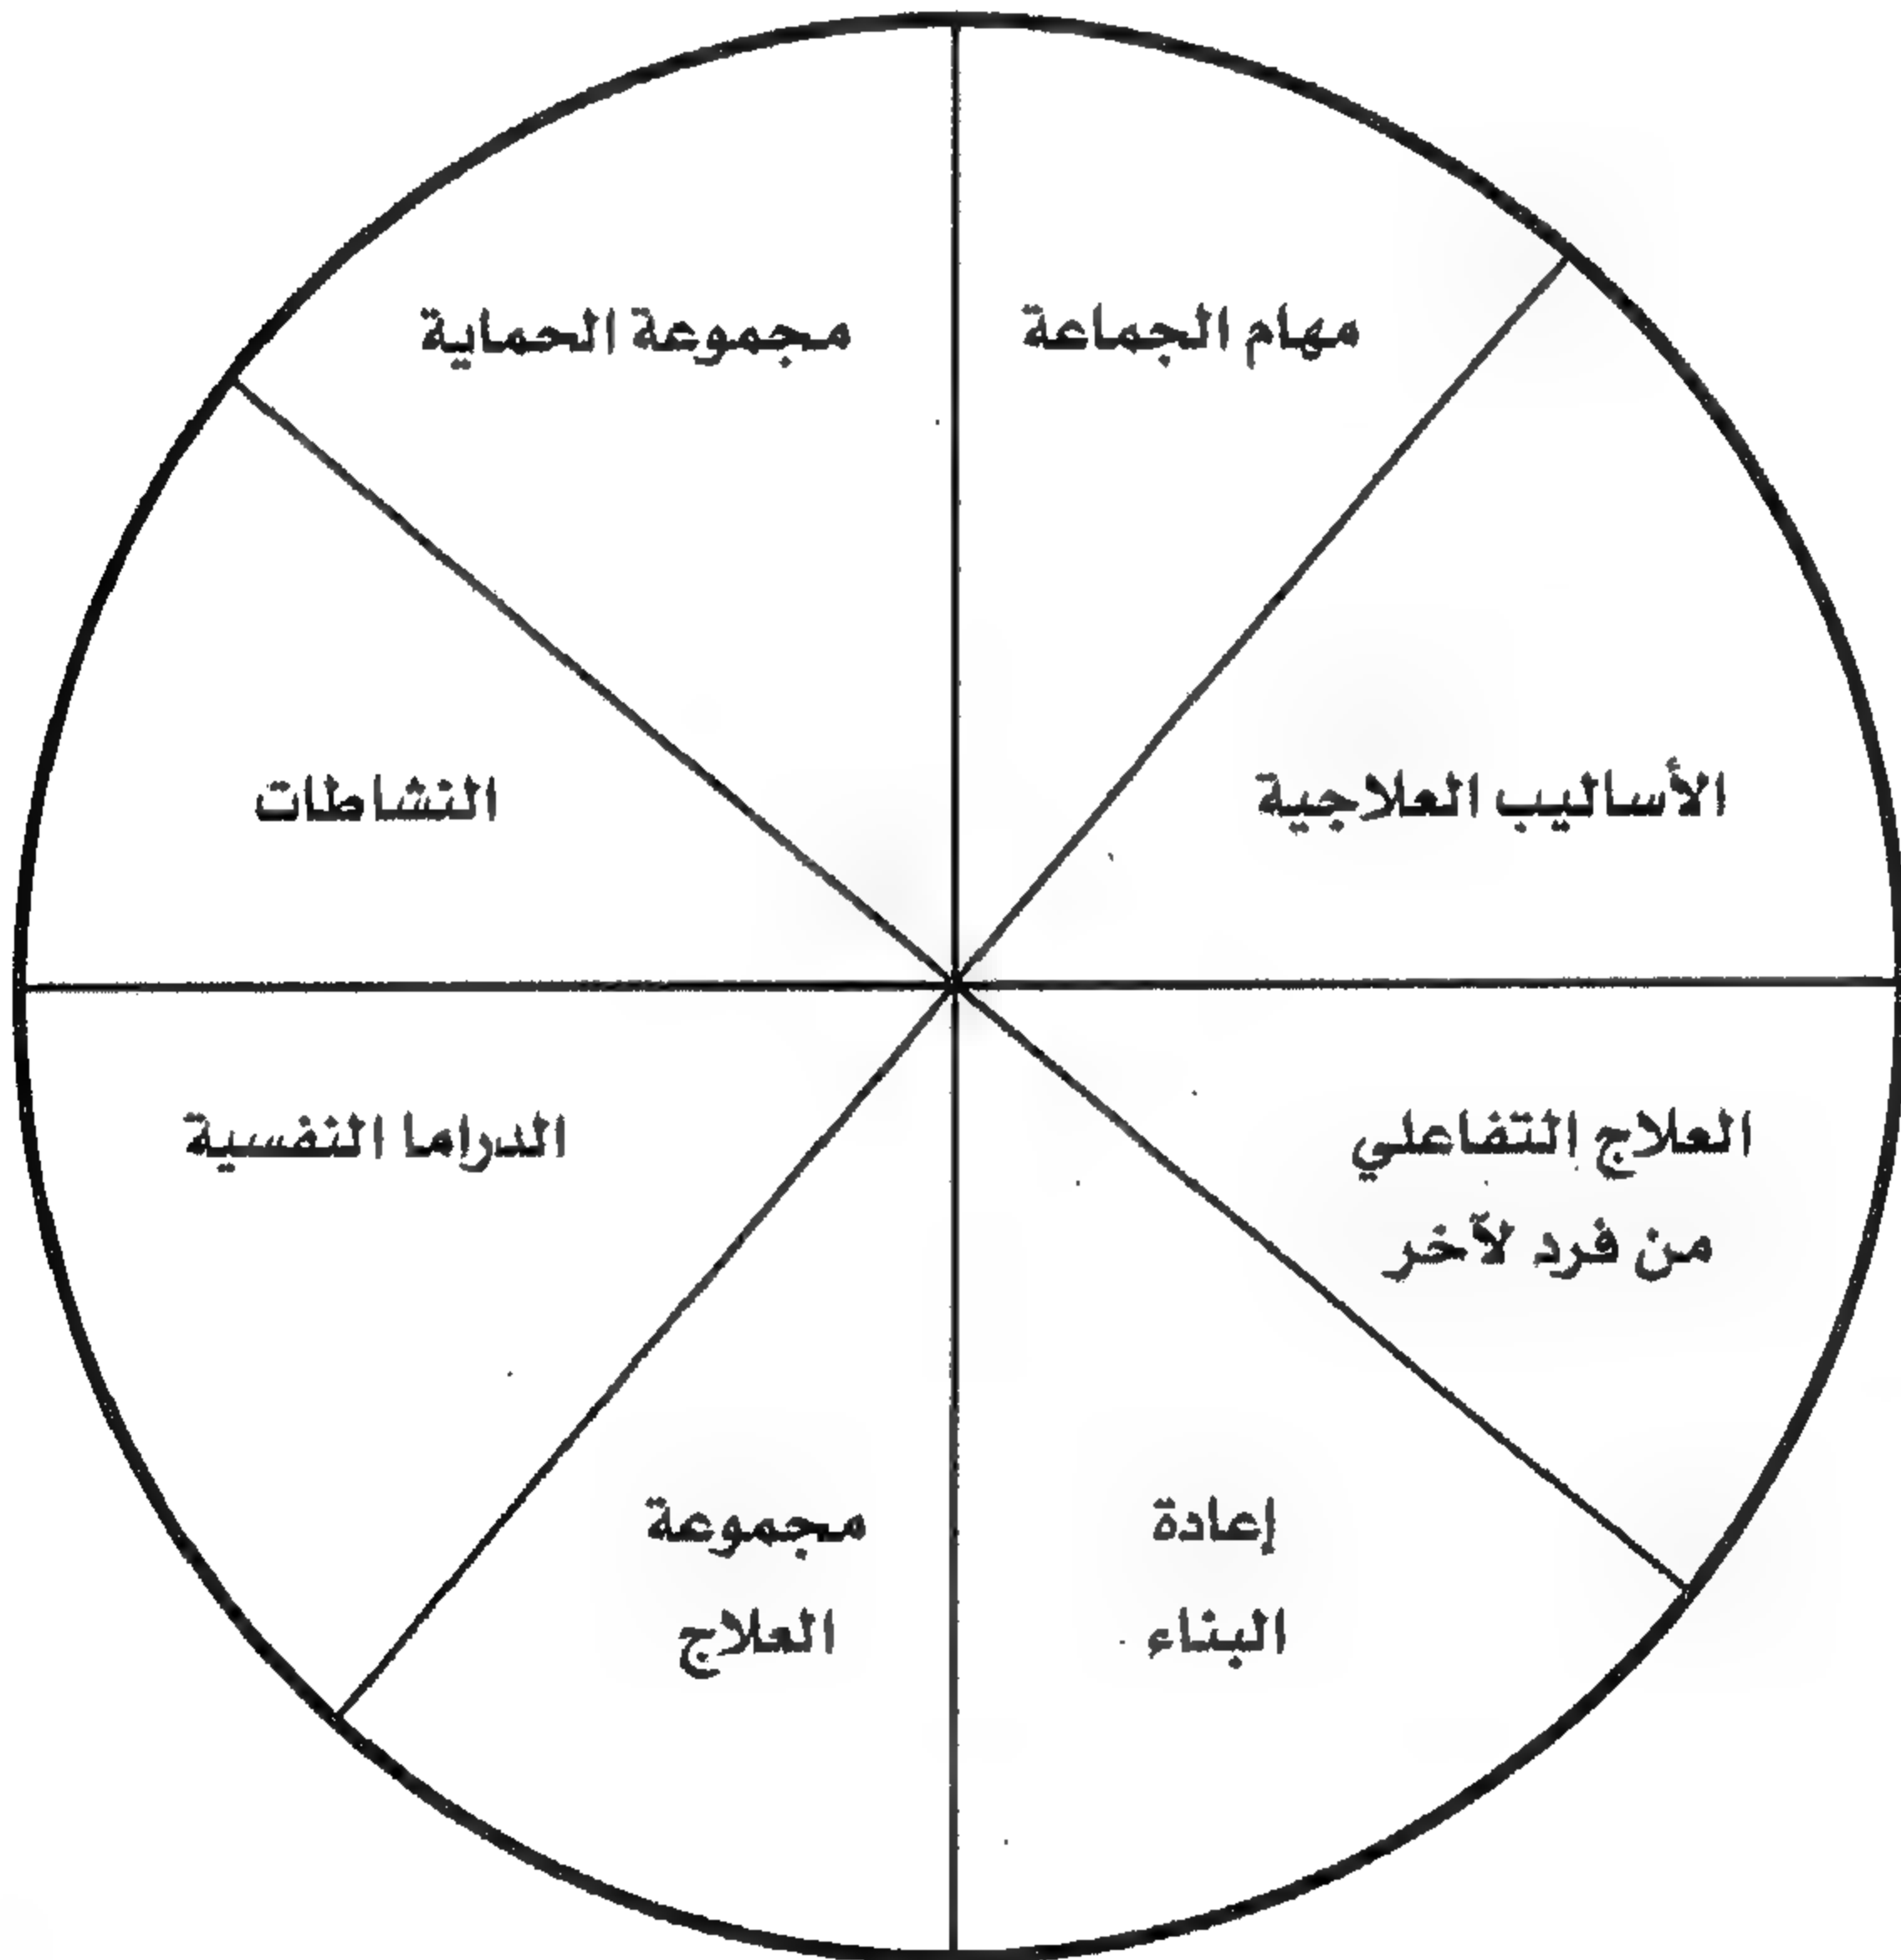 مهام الجماعة
مجموعة الحماية
الأساليب العلاجية
النشاطات
العلاج التفاعلي
من فرد لآخر
الدراما النفسية
إعادة
البناء
مجموعة
العلاج